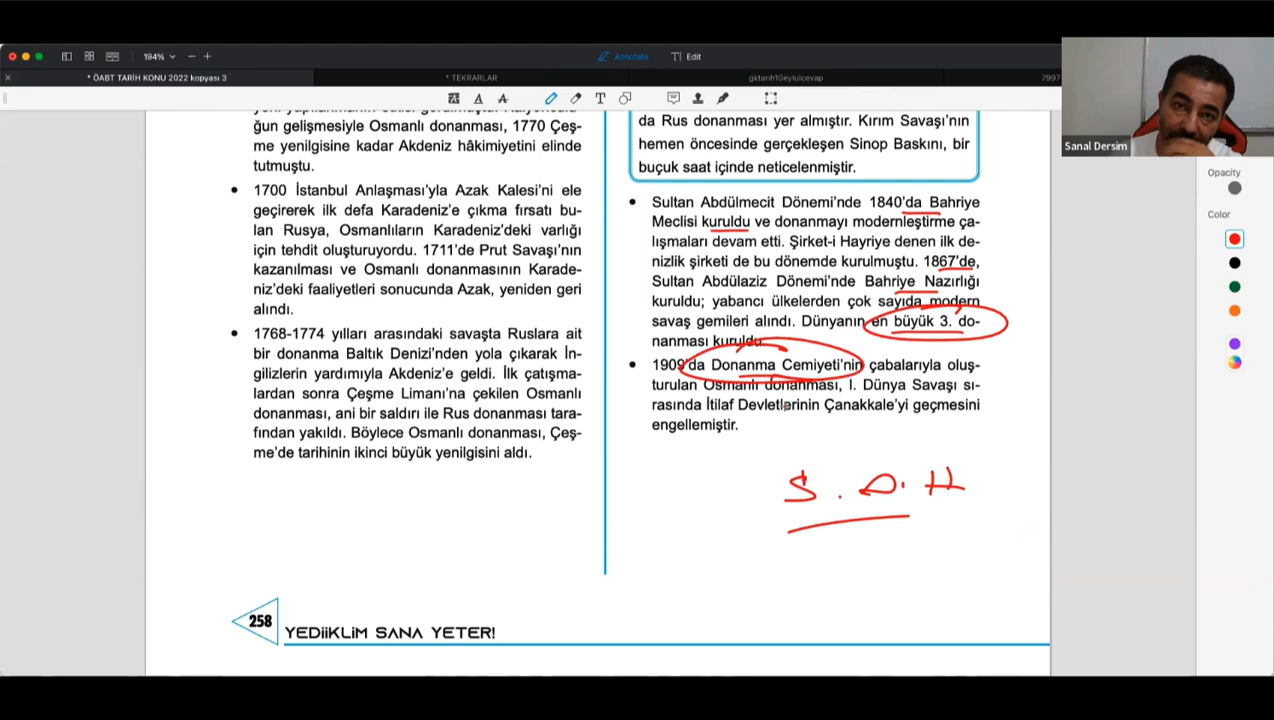 194%
Annotate
Edit
* ÖABT TARİH KONU 2022 kopyası 3
* TEKRARLAR
gktarih10eylulcevap
7997
Sanal Dersim
Opacity
Color
ğun gelişmesiyle Osmanlı donanması, 1770 Çeş-
me yenilgisine kadar Akdeniz hâkimiyetini elinde
tutmuştu.
• 1700 İstanbul Anlaşması'yla Azak Kalesi'ni ele
geçirerek ilk defa Karadeniz'e çıkma fırsatı bu-
lan Rusya, Osmanlıların Karadeniz'deki varlığı
için tehdit oluşturuyordu. 1711'de Prut Savaşı'nın
kazanılması ve Osmanlı donanmasının Karade-
niz'deki faaliyetleri sonucunda Azak, yeniden geri
alındı.
• 1768-1774 yılları arasındaki savaşta Ruslara ait
bir donanma Baltık Denizi'nden yola çıkarak İn-
gilizlerin yardımıyla Akdeniz'e geldi. İlk çatışma-
lardan sonra Çeşme Limanı'na çekilen Osmanlı
donanması, ani bir saldırı ile Rus donanması tara-
fından yakıldı. Böylece Osmanlı donanması, Çeş-
me'de tarihinin ikinci büyük yenilgisini aldı.
da Rus donanması yer almıştır. Kırım Savaşı'nın
hemen öncesinde gerçekleşen Sinop Baskını, bir
buçuk saat içinde neticelenmiştir.
• Sultan Abdülmecit Dönemi'nde 1840'da Bahriye
Meclisi kuruldu ve donanmayı modernleştirme ça-
lışmaları devam etti. Şirket-i Hayriye denen ilk de-
nizlik şirketi de bu dönemde kurulmuştu. 1867'de,
Sultan Abdülaziz Dönemi'nde Bahriye Nazırlığı
kuruldu; yabancı ülkelerden çok sayıda modern
savaş gemileri alındı. Dünyanın en büyük 3. do-
nanması kuruldu.
• 1909'da Donanma Cemiyeti'nin çabalarıyla oluş-
turulan Osmanlı donanması, I. Dünya Savaşı sı-
rasında İtilaf Devletlerinin Çanakkale'yi geçmesini
engellemiştir.
S . D . H
258
YEDİİKLİM SANA YETER!